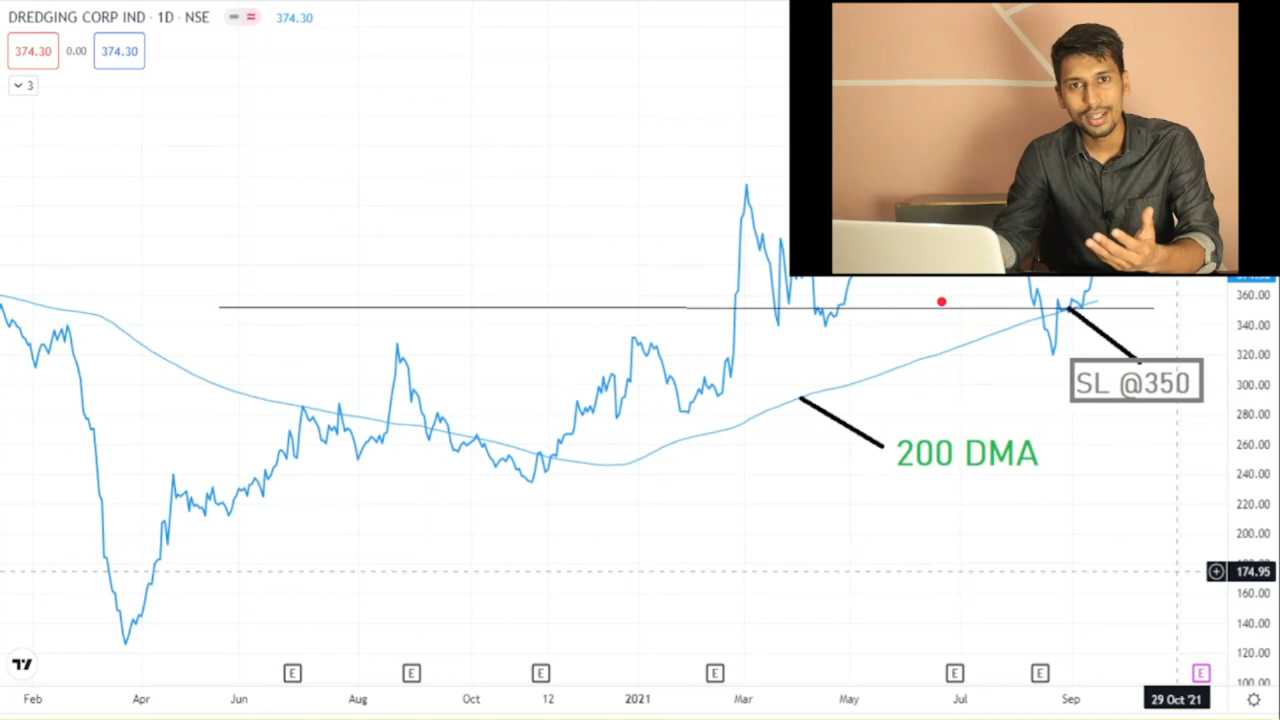 DREDGING CORP IND · 1D · NSE 374.30
374.30 0.00 374.30
3
360.00
340.00
320.00
300.00
280.00
260.00
240.00
220.00
200.00
174.95
160.00
140.00
120.00
100.00
SL @350
200 DMA
E E E E E E E
Feb Apr Jun Aug Oct 12 2021 Mar May Jul Sep 29 Oct '21